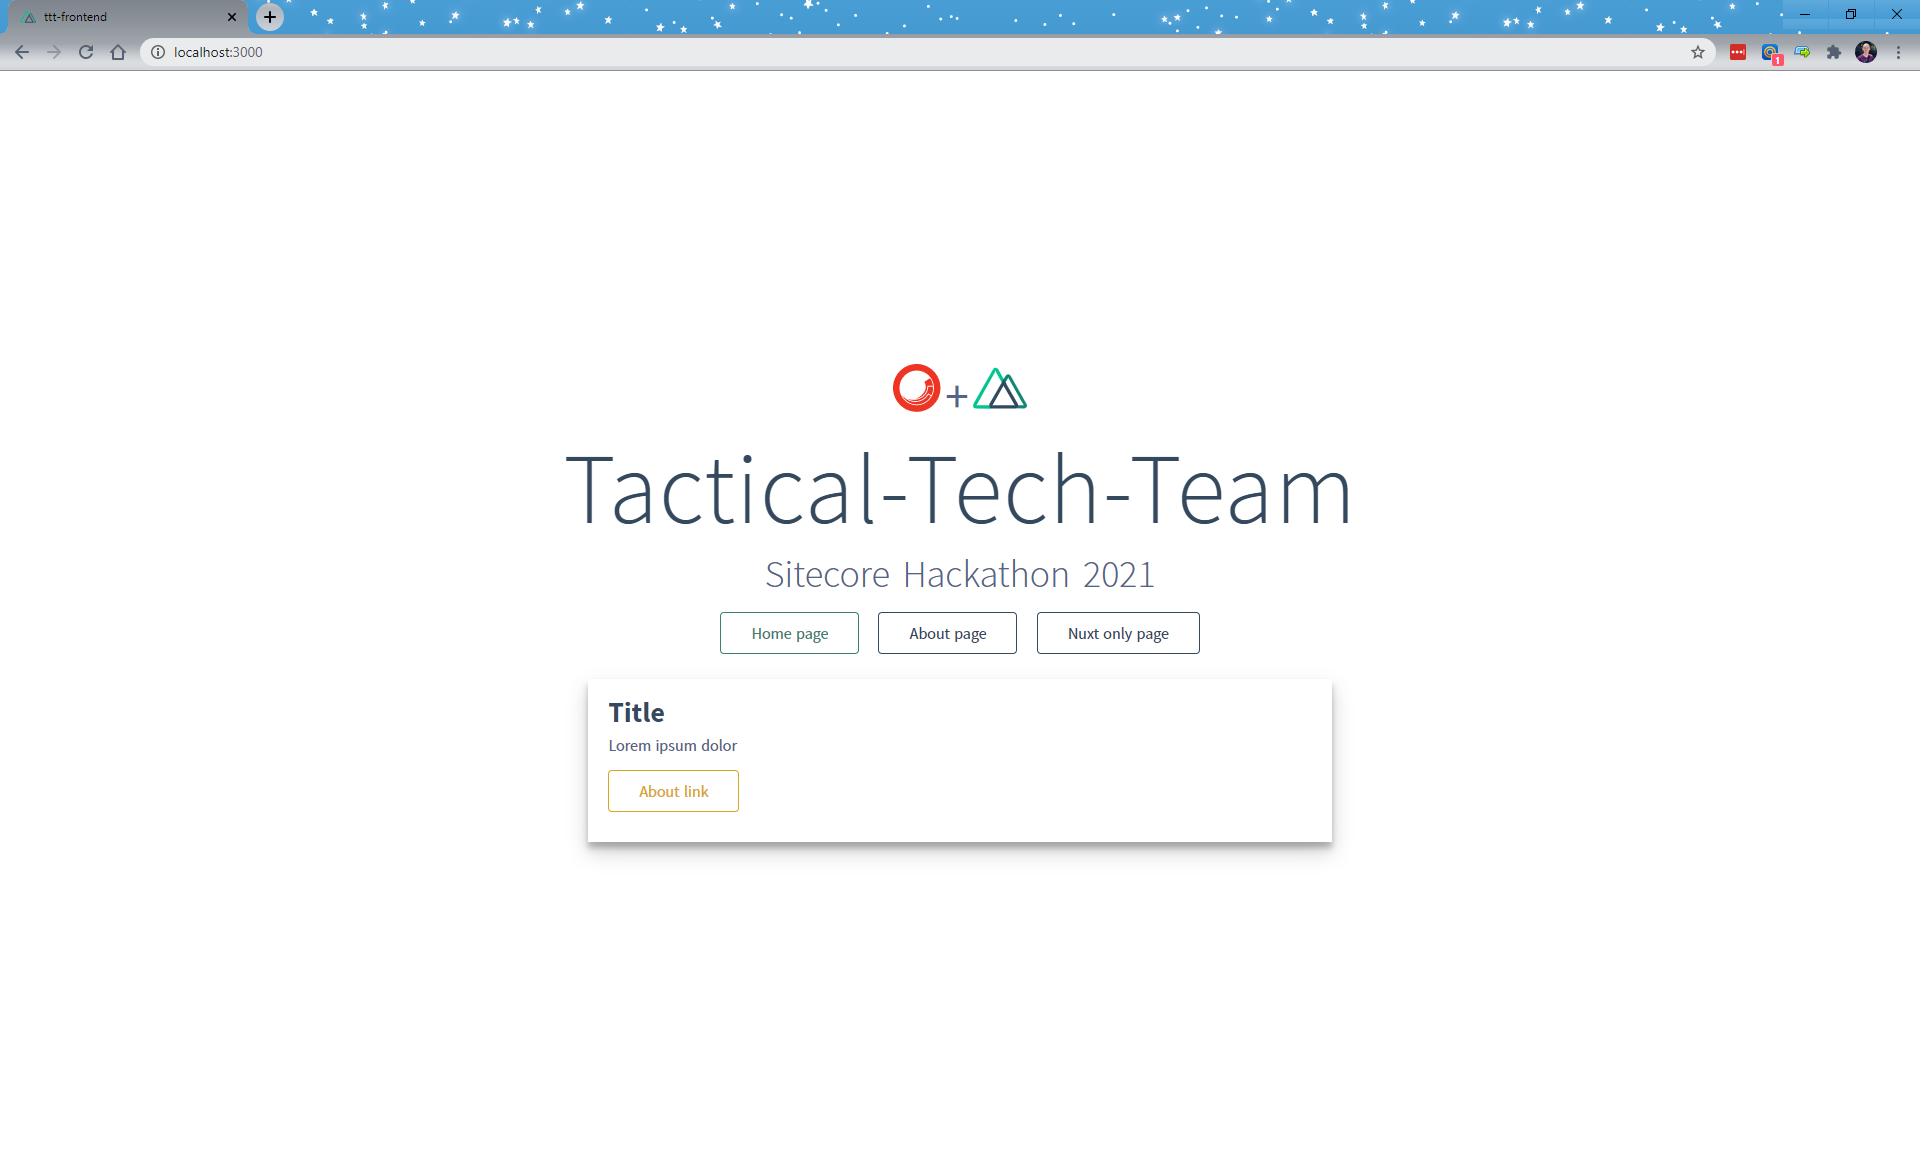 ttt-frontend
localhost:3000
1
+
Tactical-Tech-Team
Sitecore Hackathon 2021
Home page
About page
Nuxt only page
Title
Lorem ipsum dolor
About link